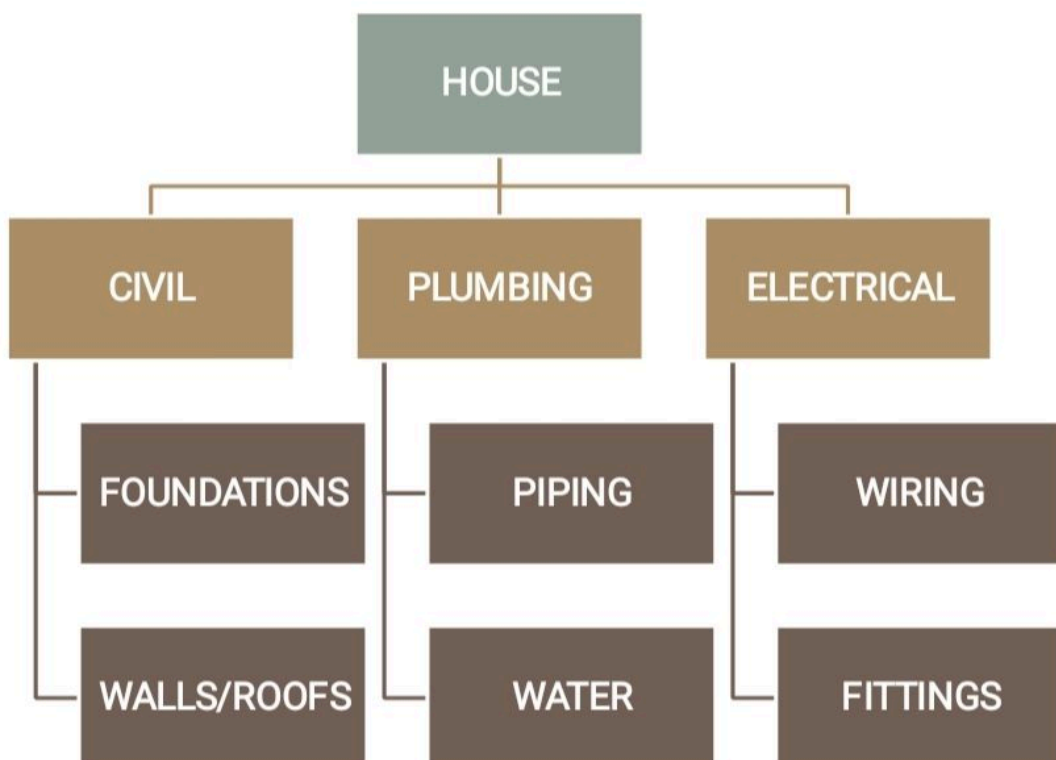 HOUSE
CIVIL
PLUMBING
ELECTRICAL
FOUNDATIONS
PIPING
WIRING
WALLS/ROOFS
WATER
FITTINGS